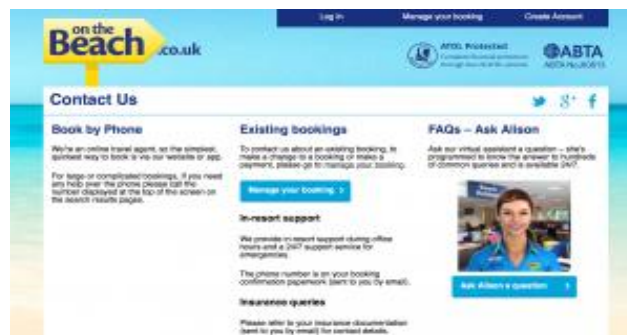 Log in
Manage your booking
Create Account
on the
Beach.co.uk
ATOL Protected
ABTA
Contact Us
Book by Phone
We're an online travel agent, so the simplest,
quickest way to book is via our website or app.
For large or complicated bookings, if you need
any help over the phone please call the
number displayed at the top of the screen on
the search results pages.
Existing bookings
To contact us about an existing booking, to
make a change to a booking or make a
payment, please go to manage your booking.
Manage your booking >
In-resort support
We provide in-resort support during office
hours and a 24/7 support service for
emergencies.
The phone number is on your booking
confirmation paperwork (sent to you by email).
Insurance queries
Please refer to your insurance documentation
(sent to you by email) for contact details.
FAQs – Ask Alison
Ask our virtual assistant a question – she's
programmed to know the answer to hundreds
of common queries and is available 24/7.
Ask Alison a question >